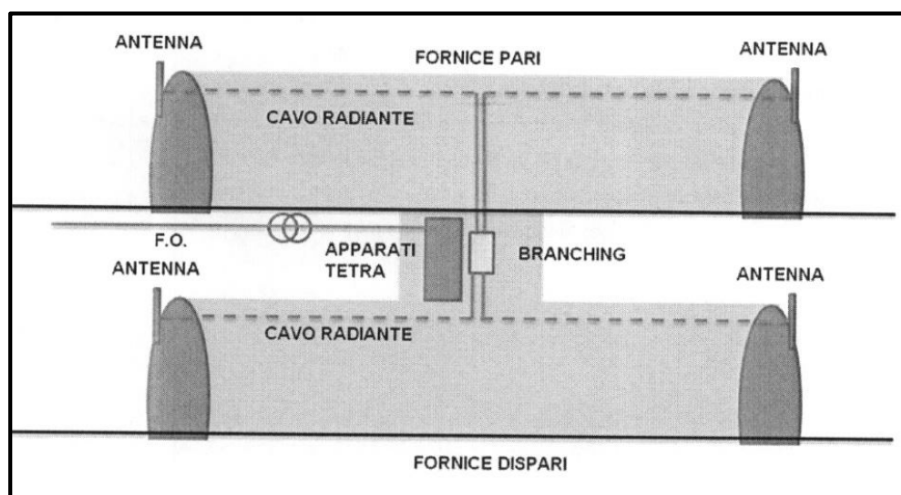 ANTENNA
ANTENNA
FORNICE PARI
CAVO RADIANTE
F.O.
APPARATI
TETRA
BRANCHING
ANTENNA
ANTENNA
CAVO RADIANTE
FORNICE DISPARI